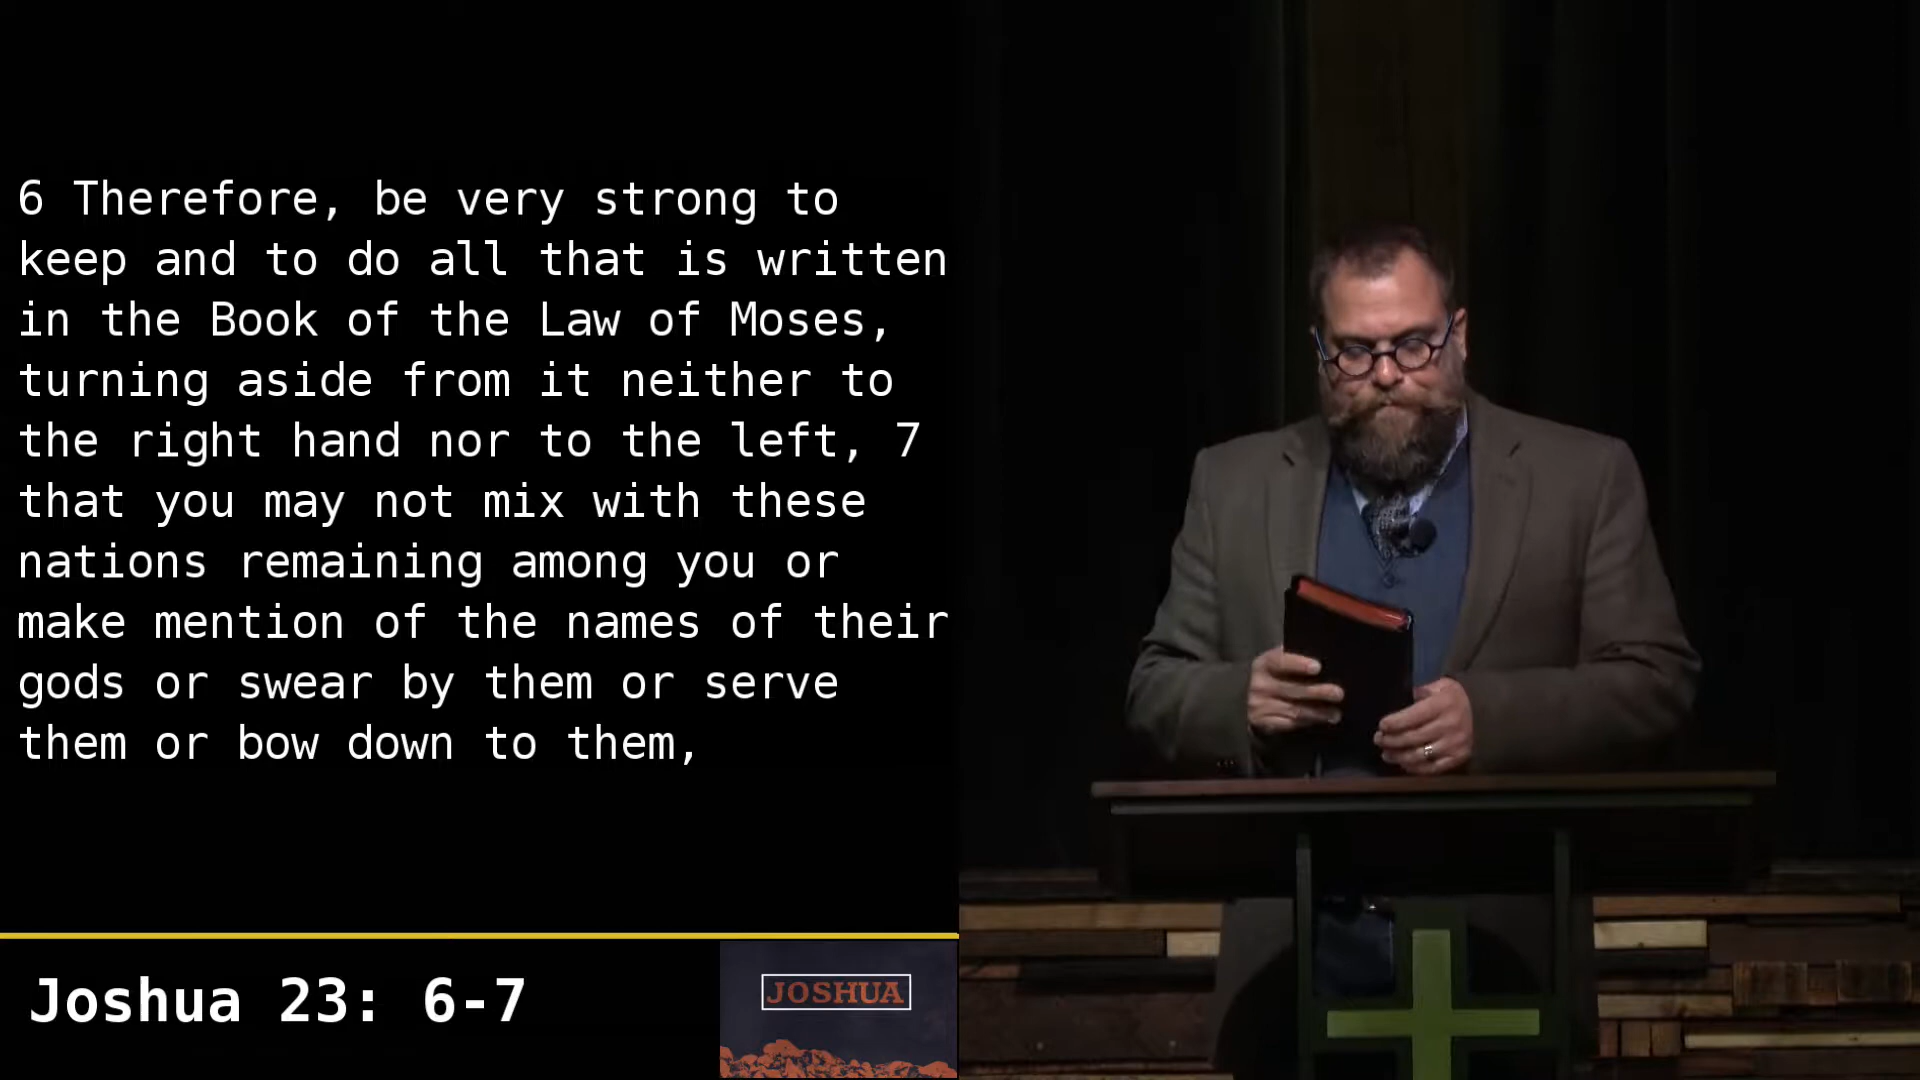 6 Therefore, be very strong to
keep and to do all that is written
in the Book of the Law of Moses,
turning aside from it neither to
the right hand nor to the left, 7
that you may not mix with these
nations remaining among you or
make mention of the names of their
gods or swear by them or serve
them or bow down to them,
Joshua 23: 6-7
JOSHUA